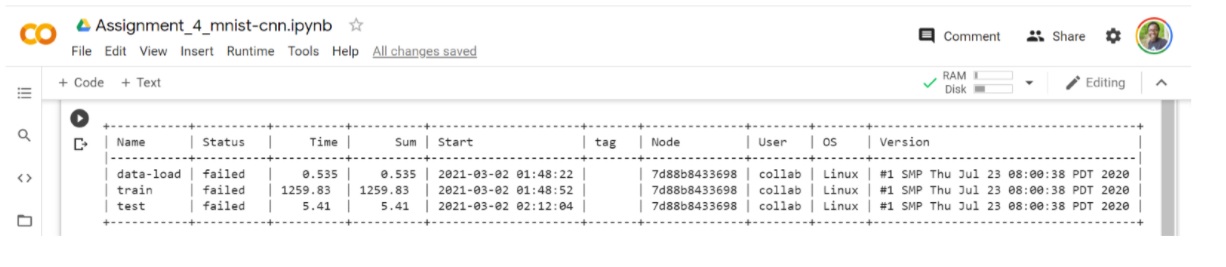 Assignment_4_mnist-cnn.ipynb
Comment Share
File Edit View Insert Runtime Tools Help All changes saved
+ Code + Text
RAM
Disk
Editing
+-----------+---------+---------+---------+---------------------+-----+--------------+--------+-------+-------------------------------------+
| Name | Status | Time | Sum | Start | tag | Node | User | OS | Version |
|-----------+---------+---------+---------+---------------------+-----+--------------+--------+-------+-------------------------------------|
| data-load | failed | 0.535 | 0.535 | 2021-03-02 01:48:22 | | 7d88b8433698 | collab | Linux | #1 SMP Thu Jul 23 08:00:38 PDT 2020 |
| train | failed | 1259.83 | 1259.83 | 2021-03-02 01:48:52 | | 7d88b8433698 | collab | Linux | #1 SMP Thu Jul 23 08:00:38 PDT 2020 |
| test | failed | 5.41 | 5.41 | 2021-03-02 02:12:04 | | 7d88b8433698 | collab | Linux | #1 SMP Thu Jul 23 08:00:38 PDT 2020 |
+-----------+---------+---------+---------+---------------------+-----+--------------+--------+-------+-------------------------------------+